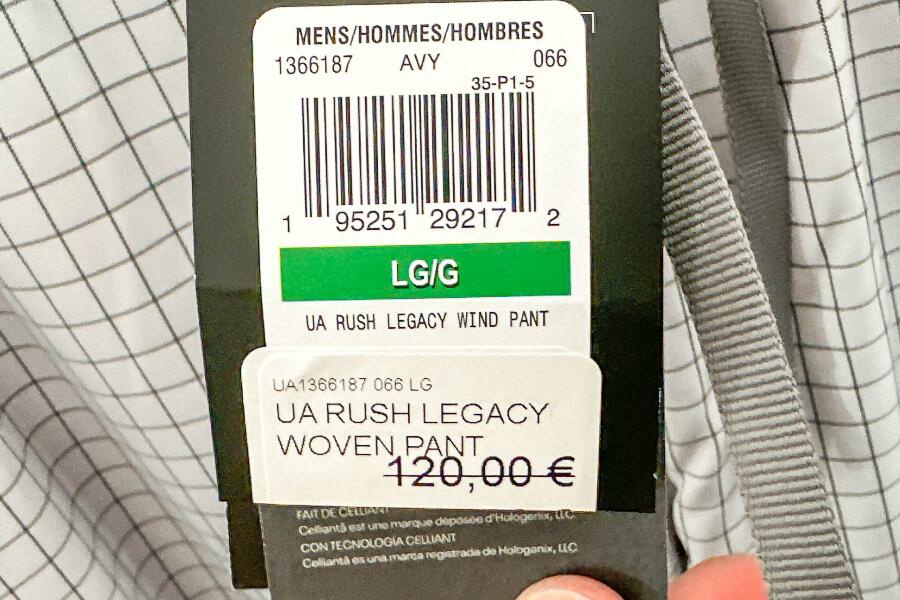 MENS/HOMMES/HOMBRES
1366187 AVY 066
35-P1-5
1 95251 29217 2
LG/G
UA RUSH LEGACY WIND PANT
UA1366187 066 LG
UA RUSH LEGACY
WOVEN PANT
120,00 €
FAIT DE CELLIANT
Celliantâ est une marque déposée d'Hologenix, LLC.
CON TECNOLOGÍA CELLIANT
Celliantâ es una marca registrada de Hologenix, LLC